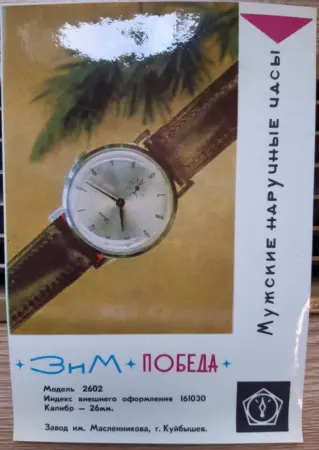 Мужские наручные часы
ЗиМ ПОБЕДА
Модель 2602
Индекс внешнего оформления 161030
Калибр — 26мм.
Завод им. Масленникова, г. Куйбышев.